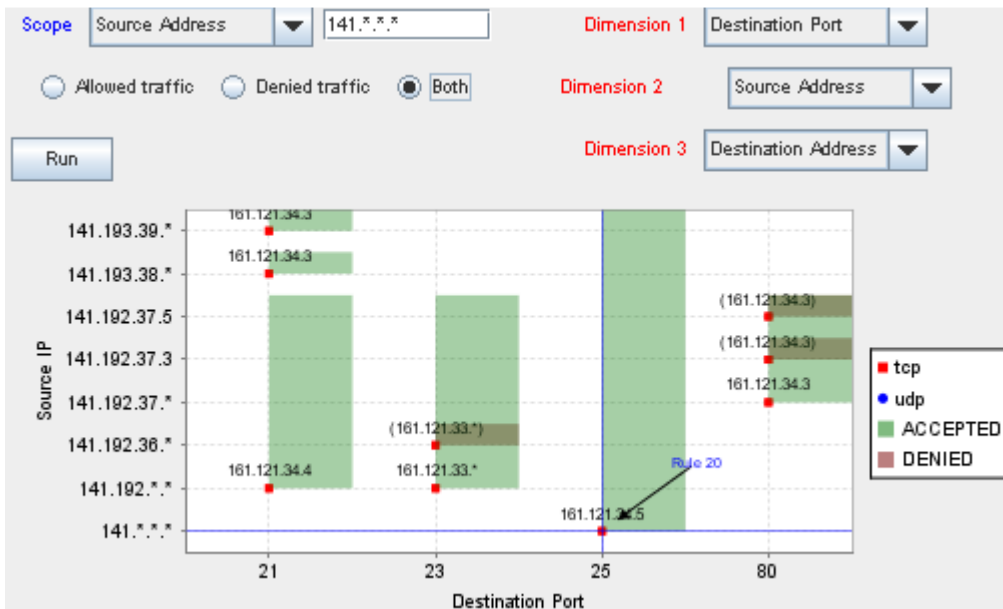 Scope Source Address 141.*.*.* Dimension 1 Destination Port
Allowed traffic Denied traffic Both Dimension 2 Source Address
Run Dimension 3 Destination Address
161.121.34.3
141.193.39.*
161.121.34.3
141.193.38.*
(161.121.34.3)
141.192.37.5
(161.121.34.3)
141.192.37.3
161.121.34.3
141.192.37.*
(161.121.33.*)
141.192.36.*
161.121.34.4 161.121.33.* Rule 20
141.192.*.*
161.121.34.5
141.*.*.*
Source IP
21 23 25 80
Destination Port
tcp
udp
ACCEPTED
DENIED